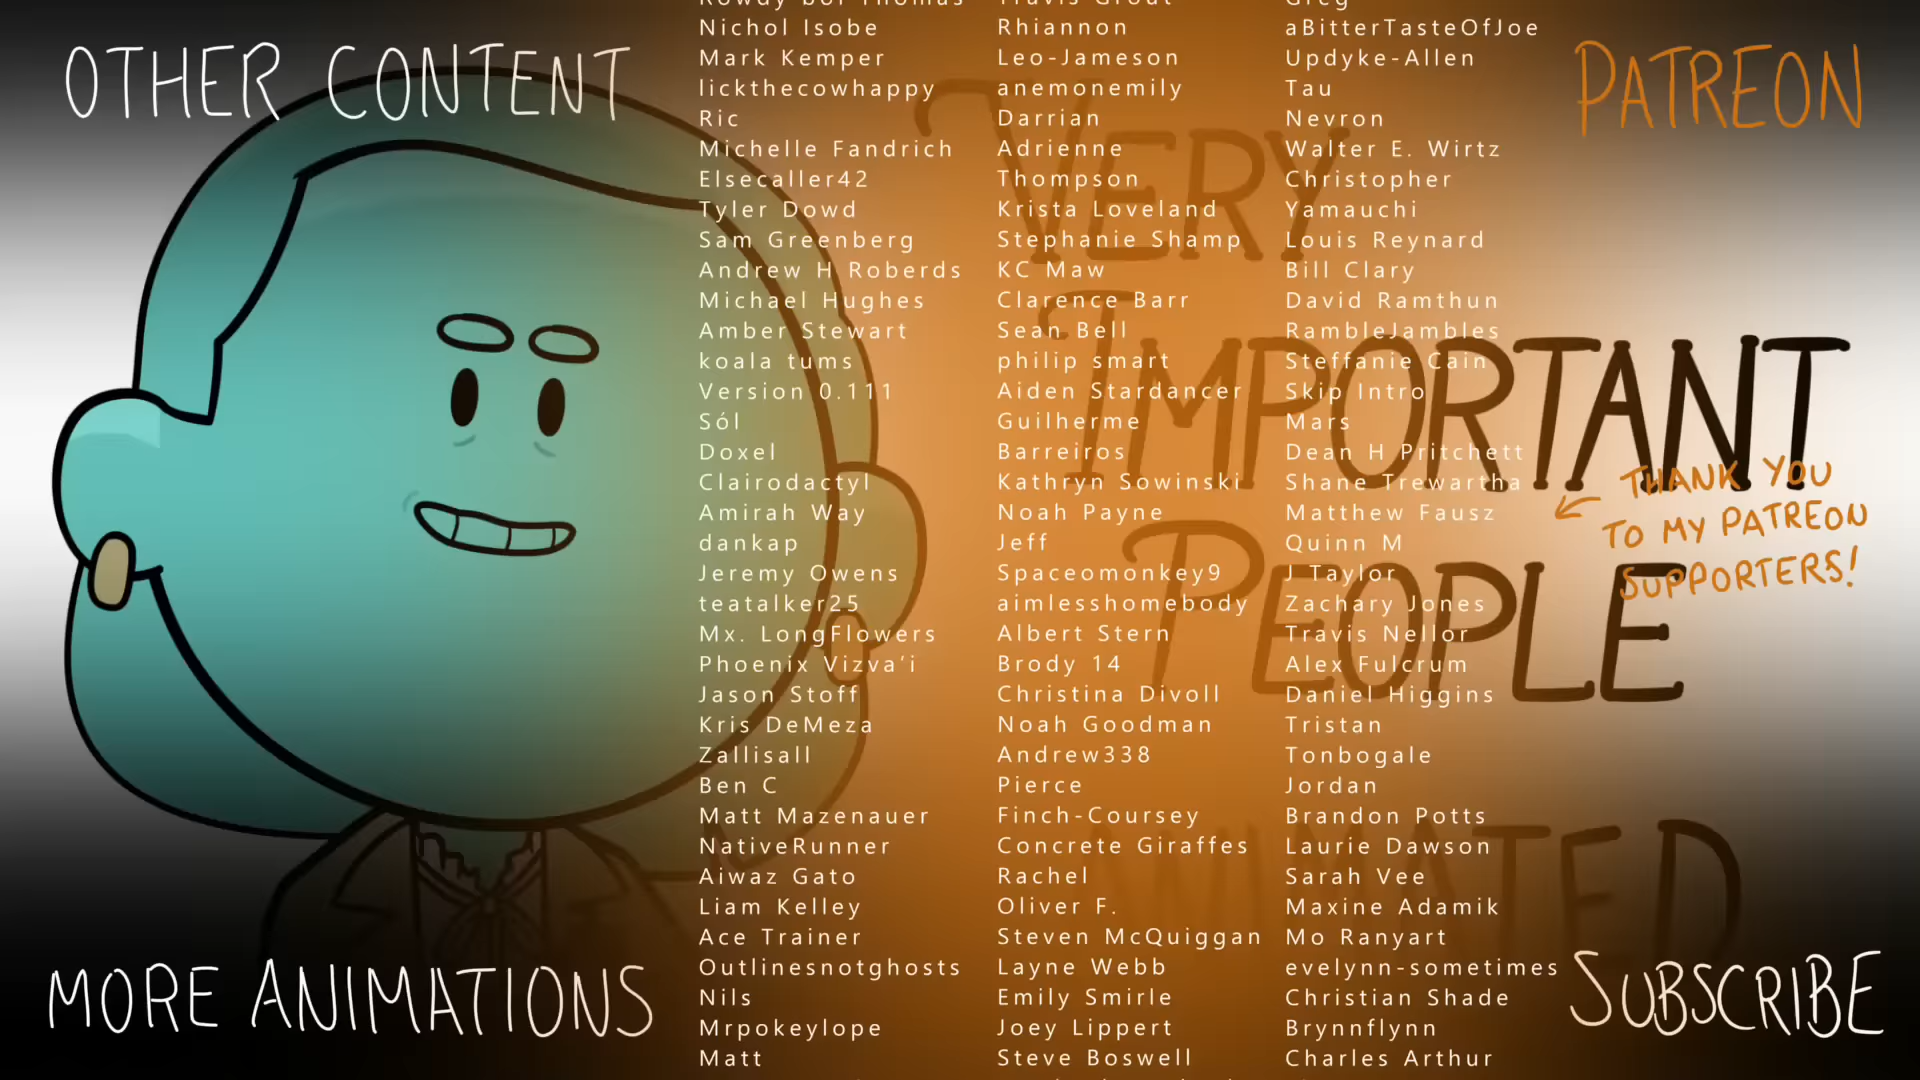 OTHER CONTENT
PATREON
Nichol Isobe
Mark Kemper
lickthecowhappy
Ric
Michelle Fandrich
Elsecaller42
Tyler Dowd
Sam Greenberg
Andrew H Roberds
Michael Hughes
Amber Stewart
koala tums
Version 0.111
Sól
Doxel
Clairodactyl
Amirah Way
dankap
Jeremy Owens
teatalker25
Mx. LongFlowers
Phoenix Vizva'i
Jason Stoff
Kris DeMeza
Zallisall
Ben C
Matt Mazenauer
NativeRunner
Aiwaz Gato
Liam Kelley
Ace Trainer
Outlinesnotghosts
Nils
Mrpokeylope
Matt
Rhiannon
Leo-Jameson
anemonemily
Darrian
Adrienne
Thompson
Krista Loveland
Stephanie Shamp
KC Maw
Clarence Barr
Sean Bell
philip smart
Aiden Stardancer
Guilherme
Barreiros
Kathryn Sowinski
Noah Payne
Jeff
Spaceomonkey9
aimlesshomebody
Albert Stern
Brody 14
Christina Divoll
Noah Goodman
Andrew338
Pierce
Finch-Coursey
Concrete Giraffes
Rachel
Oliver F.
Steven McQuiggan
Layne Webb
Emily Smirle
Joey Lippert
Steve Boswell
Greg
aBitterTasteOfJoe
Updyke-Allen
Tau
Nevron
Walter E. Wirtz
Christopher
Yamauchi
Louis Reynard
Bill Clary
David Ramthun
RambleJambles
Steffanie Cain
Skip Intro
Mars
Dean H Pritchett
Shane Trewartha
Matthew Fausz
Quinn M
J Taylor
Zachary Jones
Travis Nellor
Alex Fulcrum
Daniel Higgins
Tristan
Tonbogale
Jordan
Brandon Potts
Laurie Dawson
Sarah Vee
Maxine Adamik
Mo Ranyart
evelynn-sometimes
Christian Shade
Brynnflynn
Charles Arthur
VERY
IMPORTANT
PEOPLE
ANIMATED
THANK YOU
TO MY PATREON
SUPPORTERS!
MORE ANIMATIONS
SUBSCRIBE